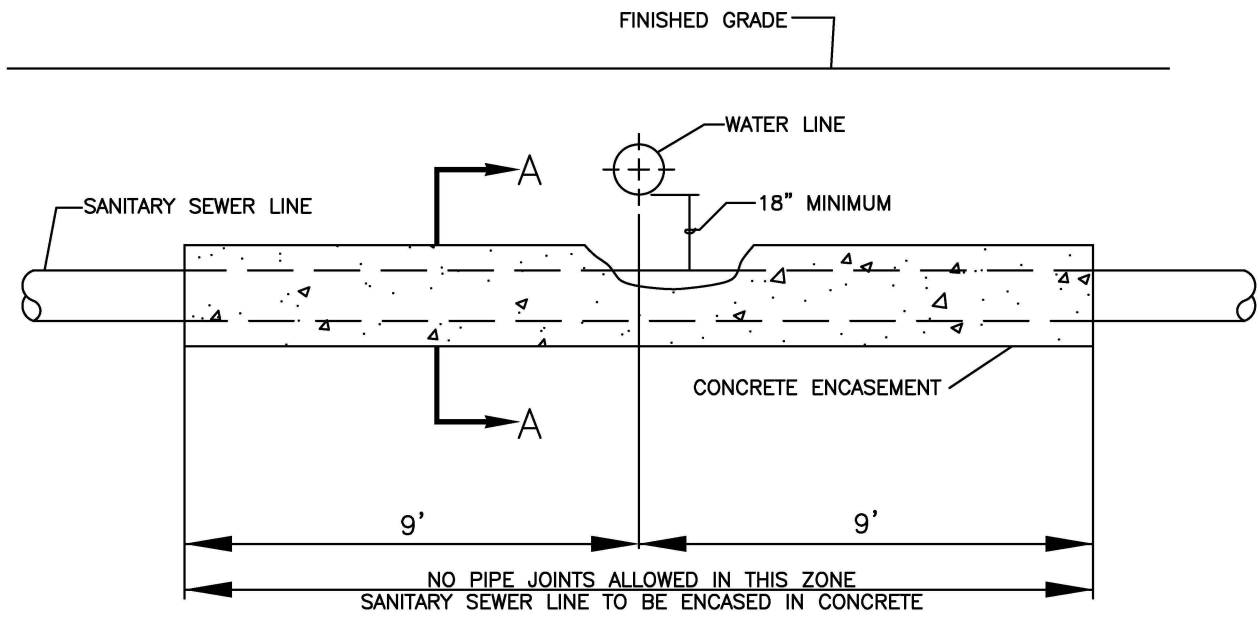 FINISHED GRADE
WATER LINE
A
SANITARY SEWER LINE
18" MINIMUM
CONCRETE ENCASEMENT
A
9'
9'
NO PIPE JOINTS ALLOWED IN THIS ZONE
SANITARY SEWER LINE TO BE ENCASED IN CONCRETE